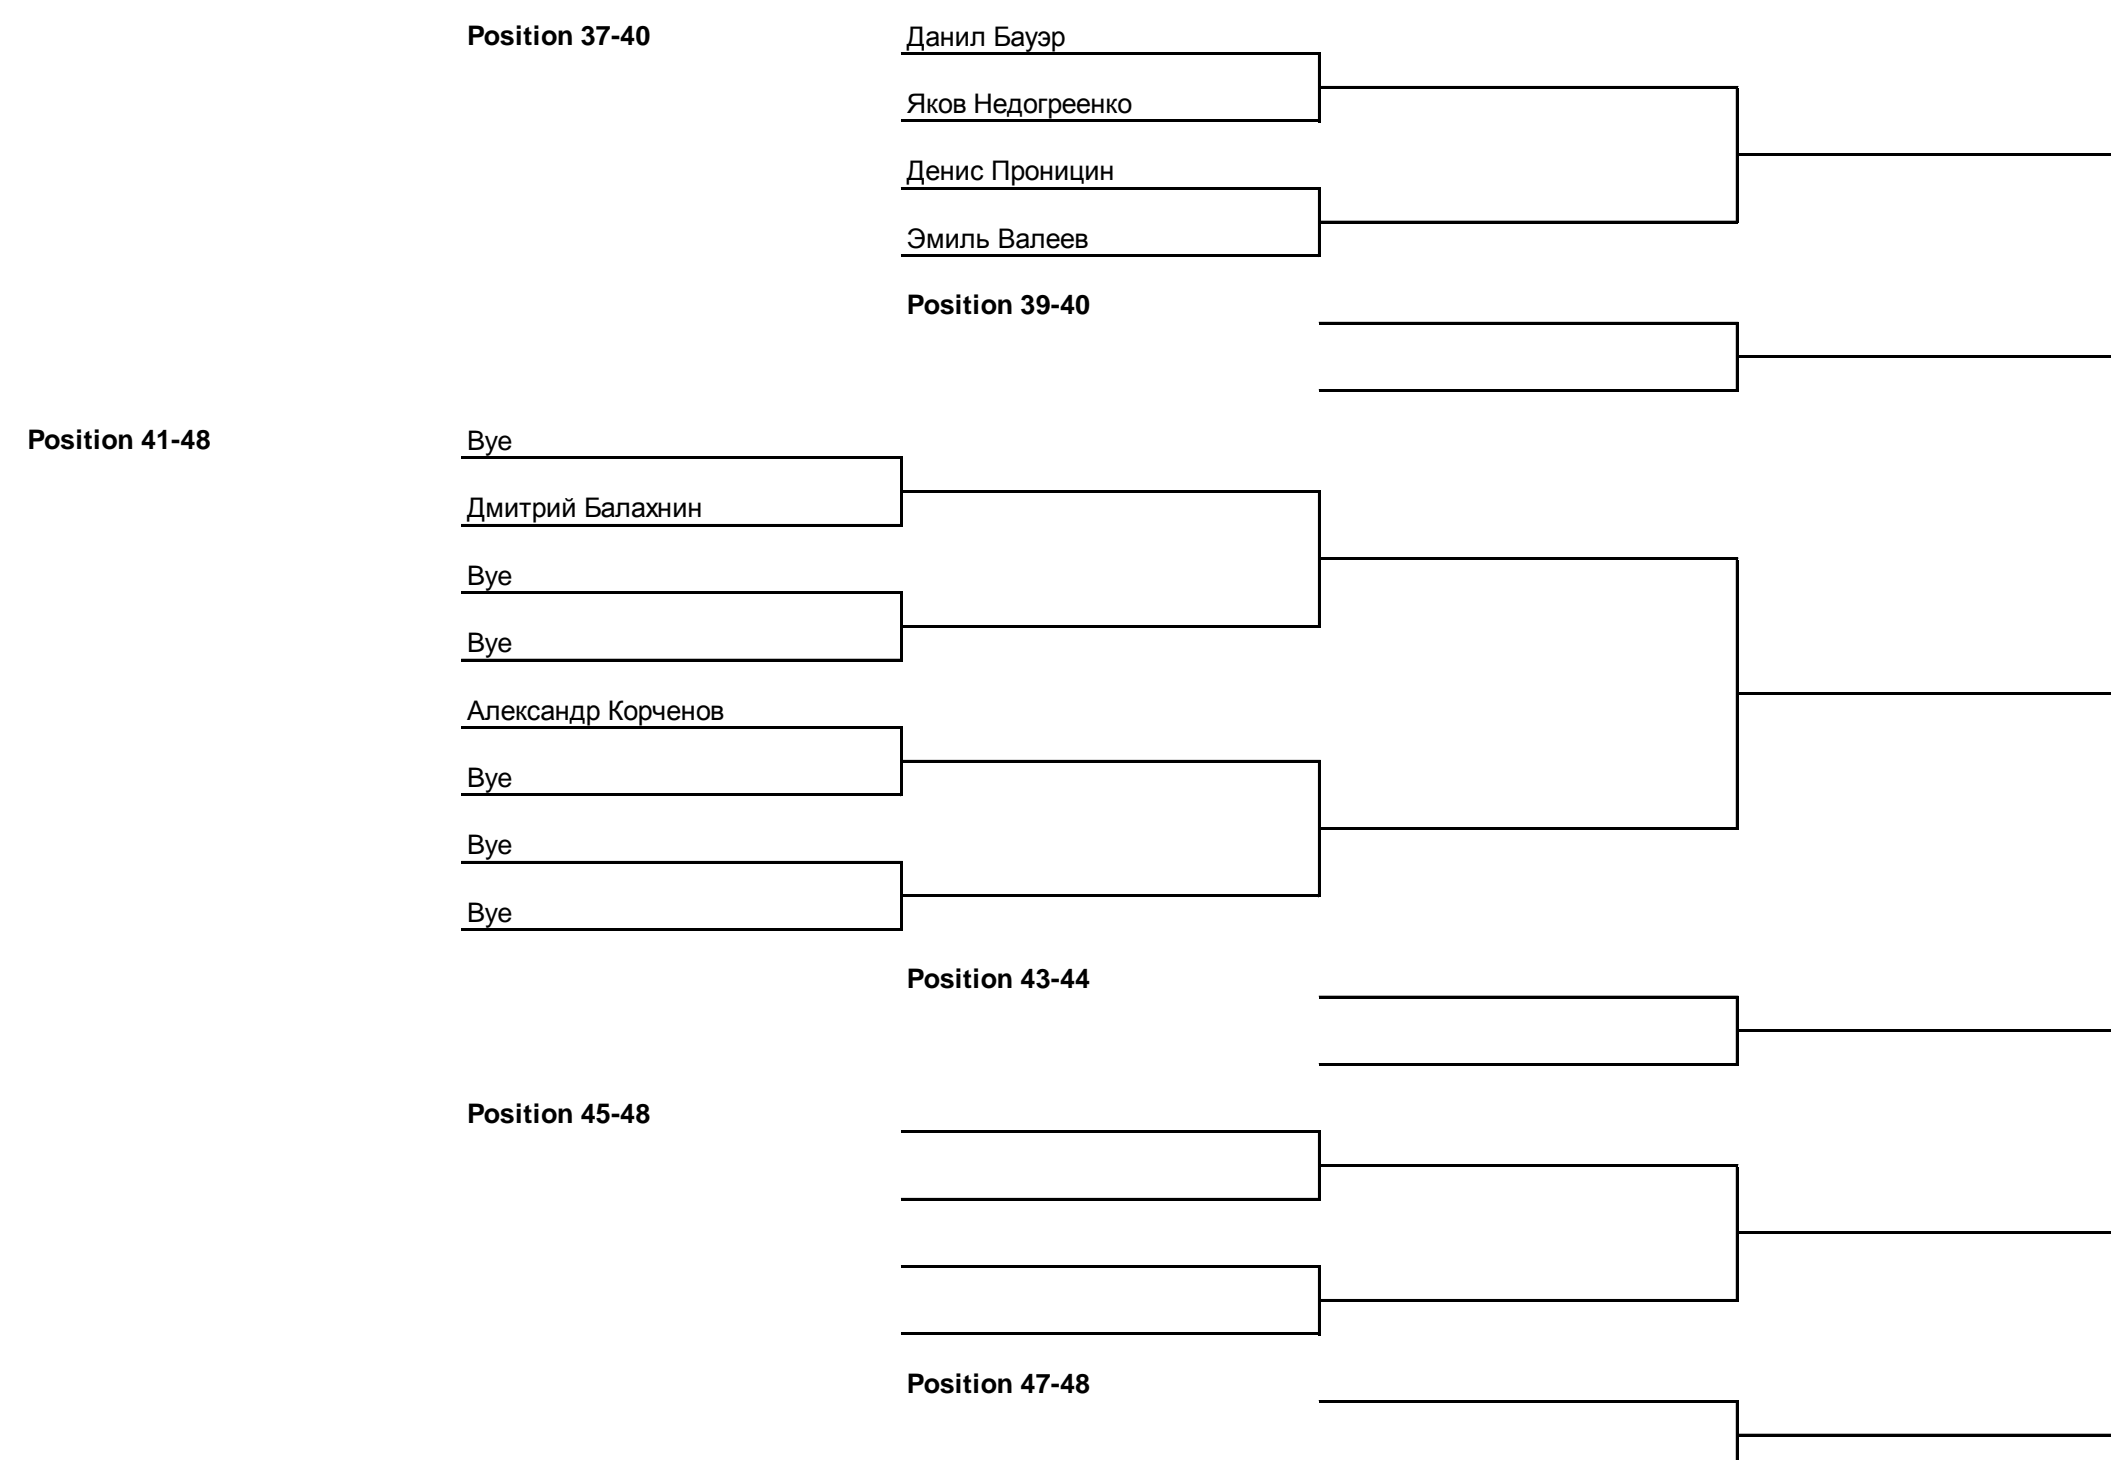 Position 37-40
Данил Бауэр
Яков Недогреенко
Денис Проницин
Эмиль Валеев
Position 39-40
Position 41-48
Bye
Дмитрий Балахнин
Bye
Bye
Александр Корченов
Bye
Bye
Bye
Position 43-44
Position 45-48
Position 47-48